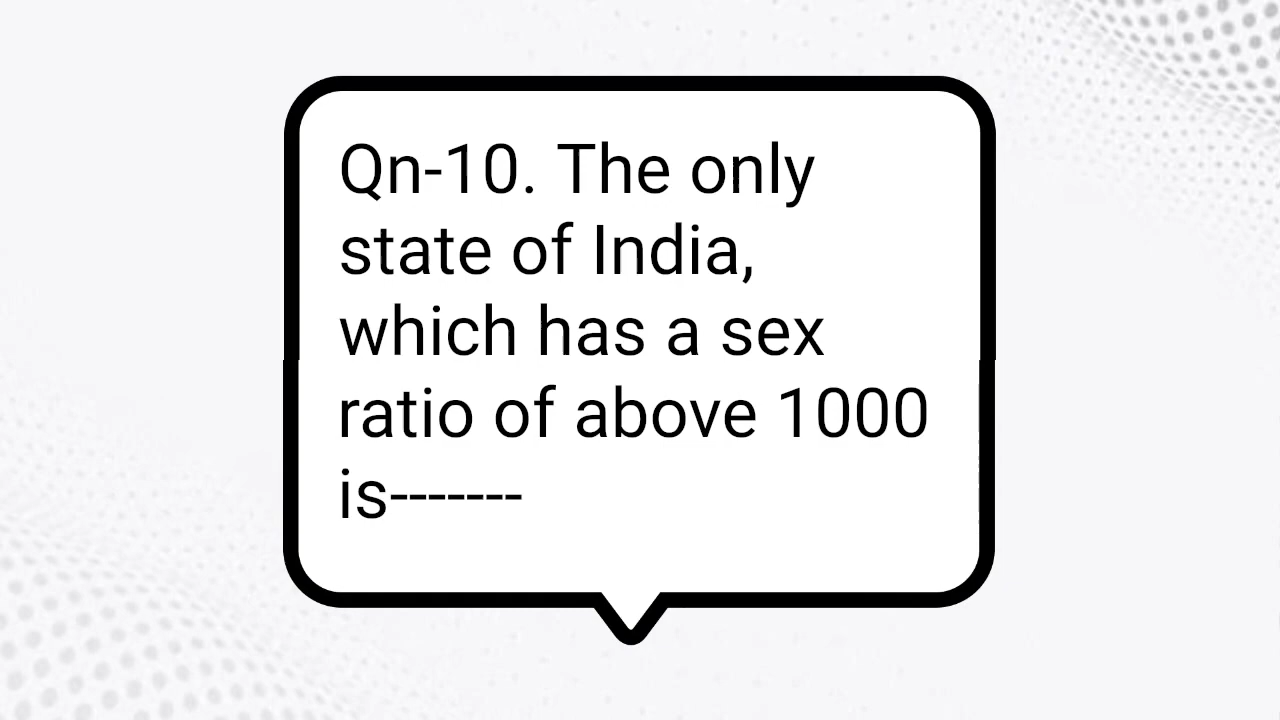 Qn-10. The only
state of India,
which has a sex
ratio of above 1000
is-------